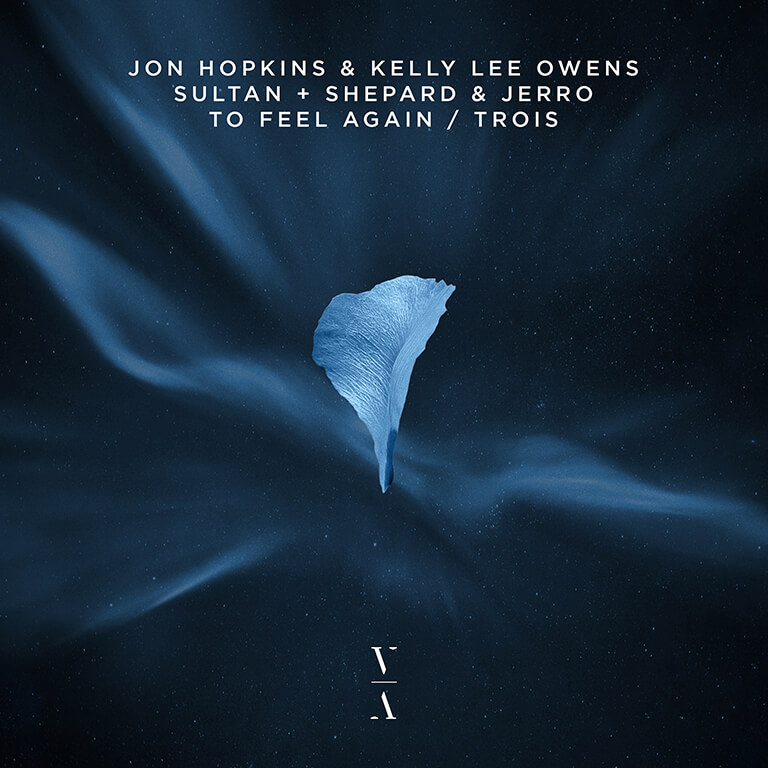 JON HOPKINS & KELLY LEE OWENS
SULTAN + SHEPARD & JERRO
TO FEEL AGAIN / TROIS
V
A